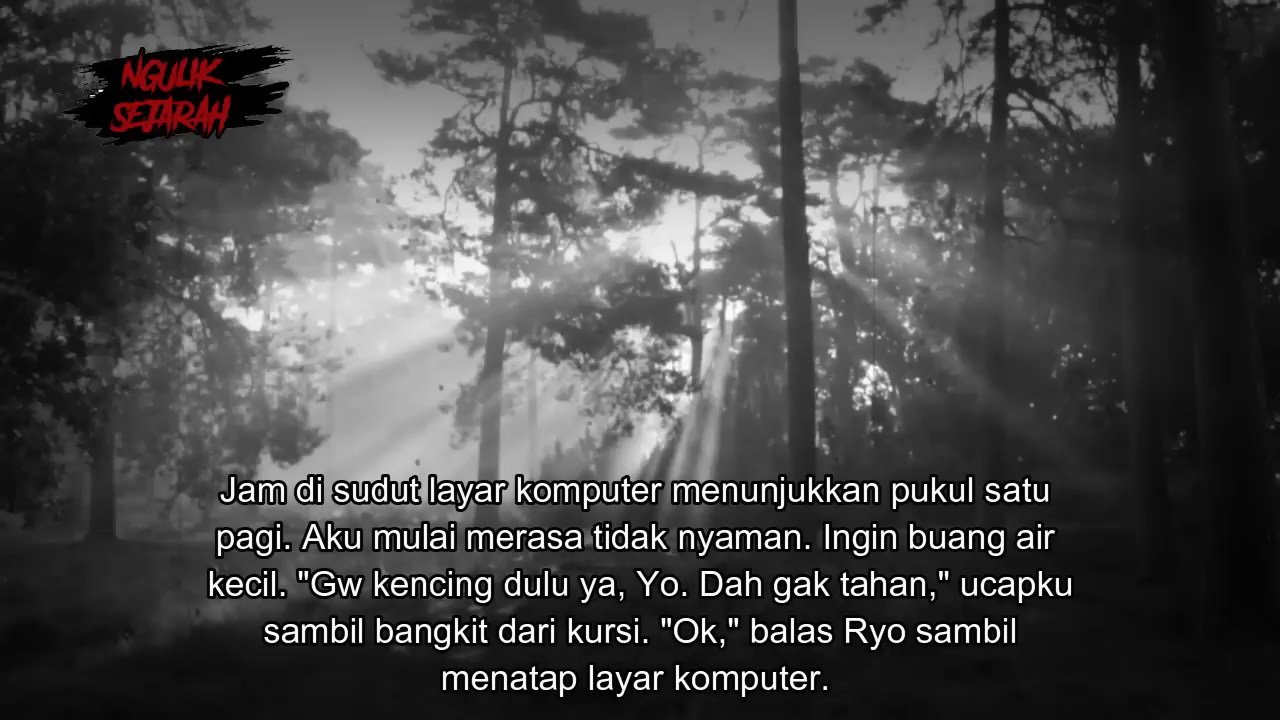 NGULIK
SEJARAH
Jam di sudut layar komputer menunjukkan pukul satu
pagi. Aku mulai merasa tidak nyaman. Ingin buang air
kecil. "Gw kencing dulu ya, Yo. Dah gak tahan," ucapku
sambil bangkit dari kursi. "Ok," balas Ryo sambil
menatap layar komputer.